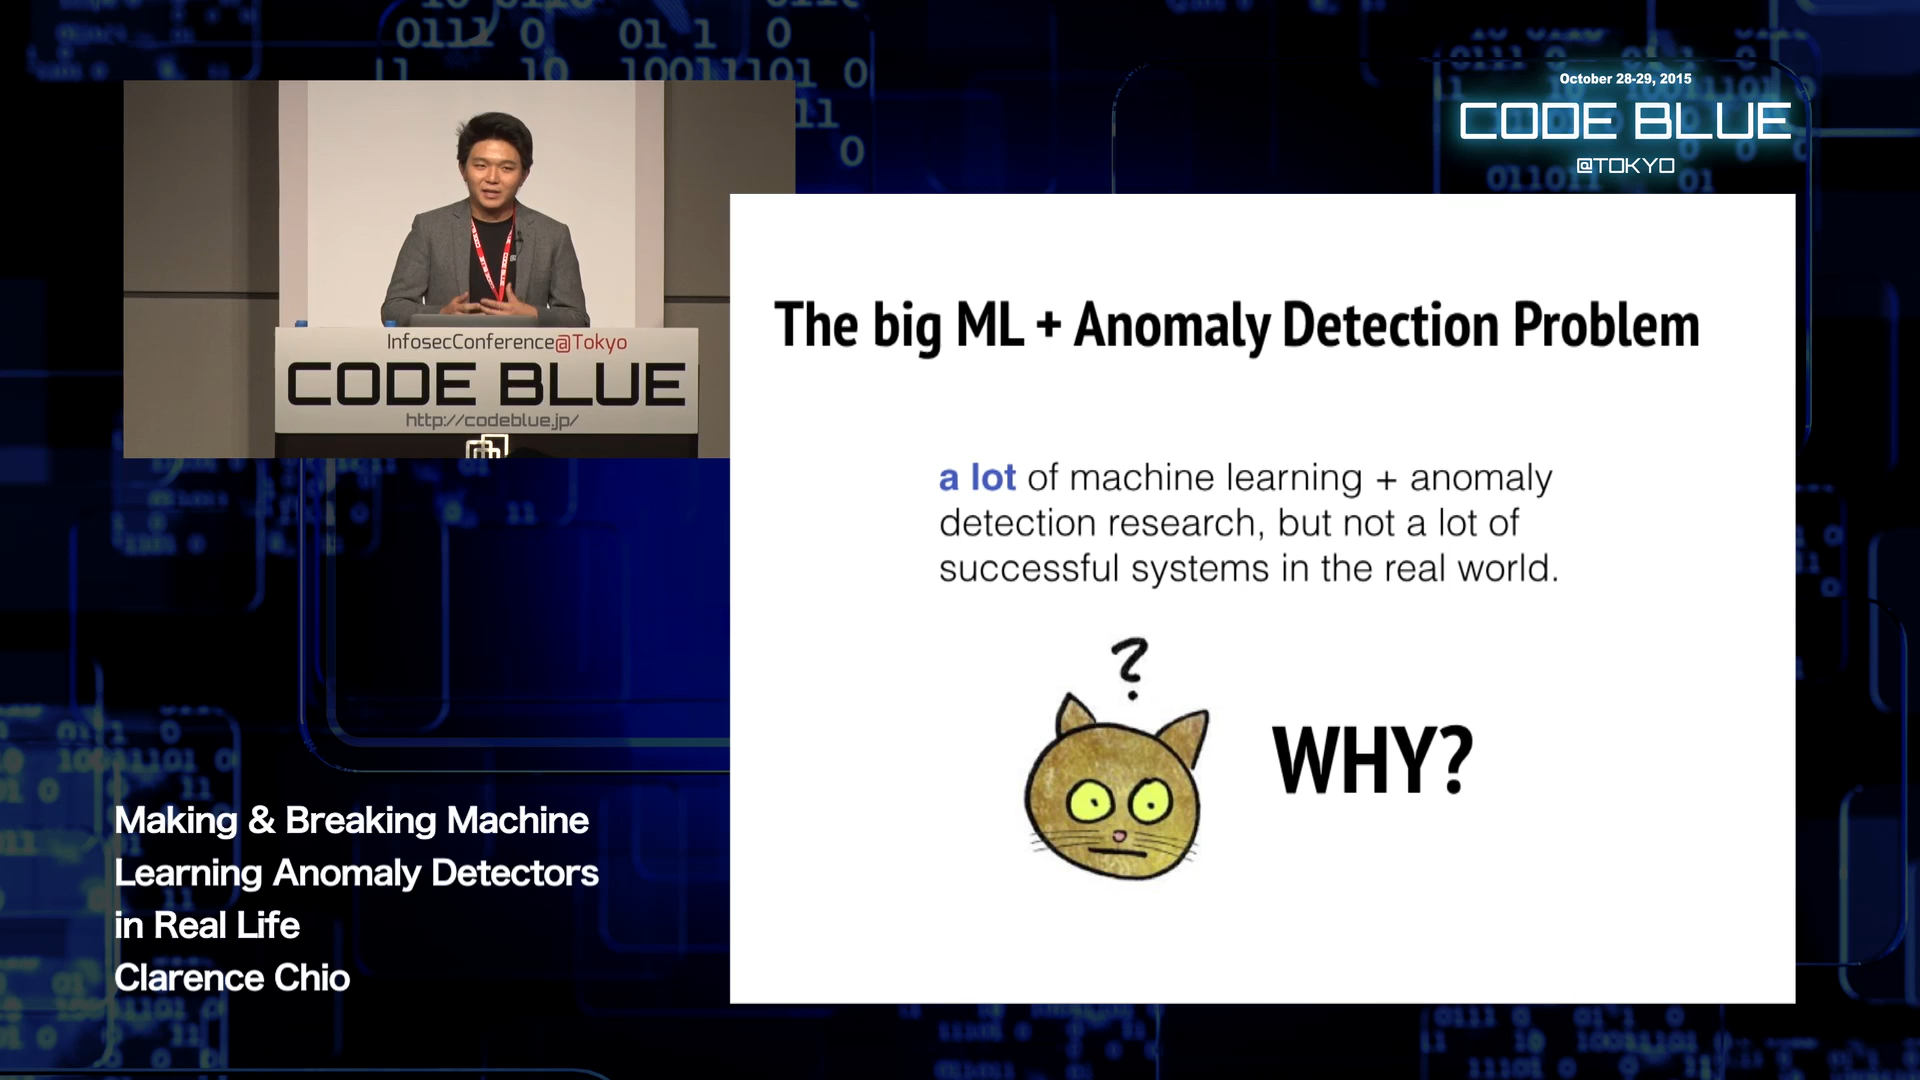 October 28-29, 2015
CODE BLUE
@TOKYO
InfosecConference@Tokyo
CODE BLUE
http://codeblue.jp/
The big ML + Anomaly Detection Problem
a lot of machine learning + anomaly
detection research, but not a lot of
successful systems in the real world.
?
WHY?
Making & Breaking Machine
Learning Anomaly Detectors
in Real Life
Clarence Chio